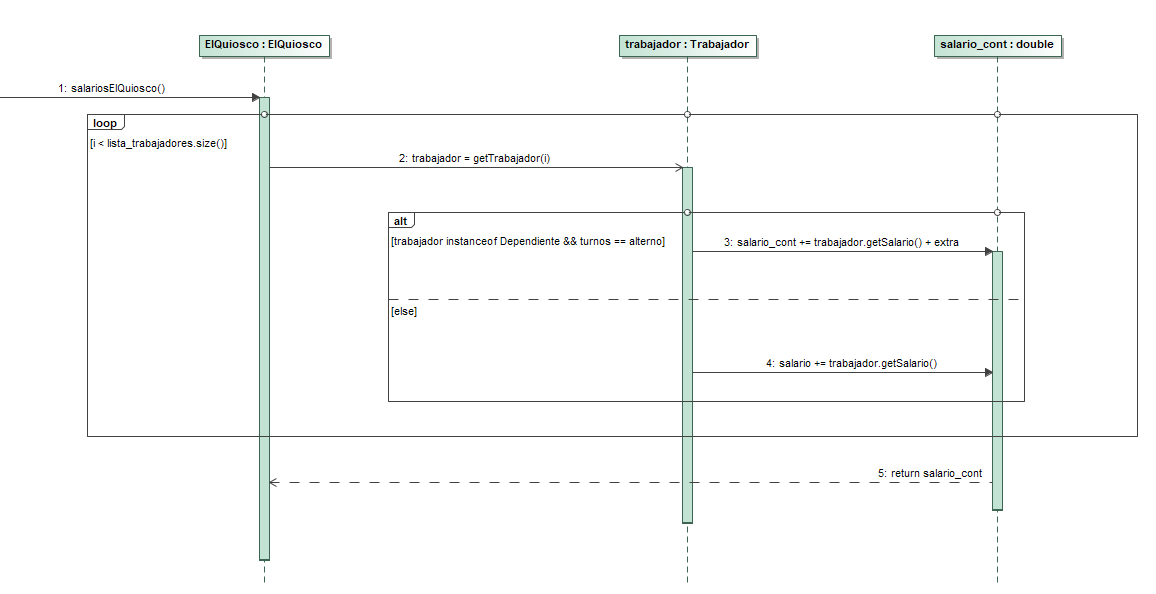 ElQuiosco : ElQuiosco
trabajador : Trabajador
salario_cont : double
1: salariosElQuiosco()
loop
[i < lista_trabajadores.size()]
2: trabajador = getTrabajador(i)
alt
[trabajador instanceof Dependiente && turnos == alterno]
3: salario_cont += trabajador.getSalario() + extra
[else]
4: salario += trabajador.getSalario()
5: return salario_cont